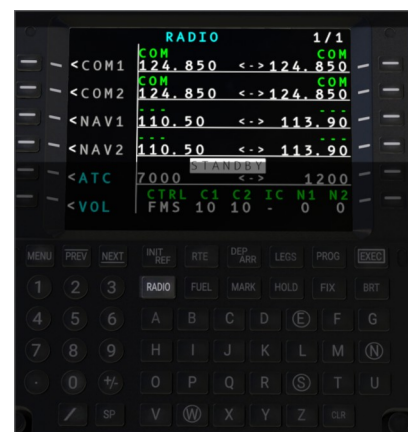 RADIO 1/1
COM COM
<COM1 124.850 <-> 124.850
COM COM
<COM2 124.850 <-> 124.850
--- ---
<NAV1 110.50 <-> 113.90
--- ---
<NAV2 110.50 <-> 113.90
STANDBY
<ATC 7000 <-> 1200
CTRL C1 C2 IC N1 N2
<VOL FMS 10 10 - 0 0
MENU PREV NEXT INIT REF RTE DEP ARR LEGS PROG EXEC
1 2 3 RADIO FUEL MARK HOLD FIX BRT
4 5 6 A B C D E F G
7 8 9 H I J K L M N
. 0 +/- O P Q R S T U
/ SP V W X Y Z CLR